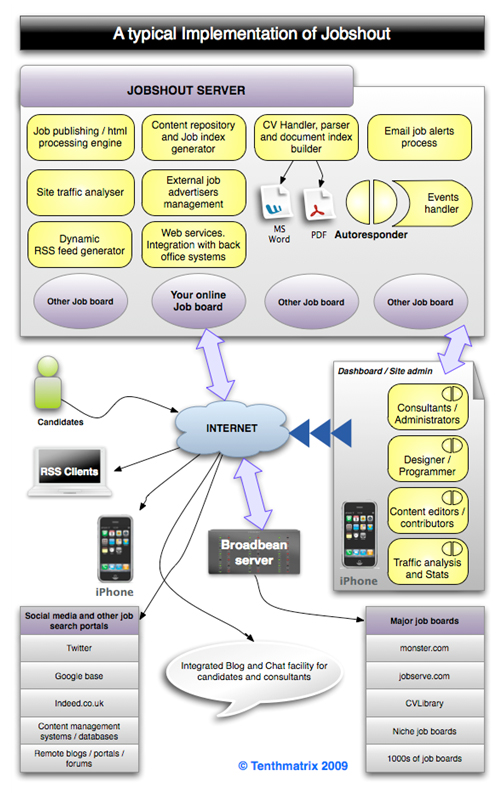 A typical Implementation of Jobshout
JOBSHOUT SERVER
Job publishing / html
processing engine
Content repository
and Job index
generator
CV Handler, parser
and document index
builder
Email job alerts
process
Site traffic analyser
External job
advertisers
management
MS
Word
PDF
Autoresponder
Events
handler
Dynamic
RSS feed generator
Web services.
Integration with back
office systems
Other Job board
Your online
Job board
Other Job board
Other Job board
Candidates
INTERNET
Dashboard / Site admin
Consultants /
Administrators
Designer /
Programmer
Content editors /
contributors
Traffic analysis
and Stats
iPhone
RSS Clients
iPhone
Broadbean
server
Social media and other job
search portals
Twitter
Google base
Indeed.co.uk
Content management
systems / databases
Remote blogs / portals /
forums
Integrated Blog and Chat facility for
candidates and consultants
Major job boards
monster.com
jobserve.com
CVLibrary
Niche job boards
1000s of job boards
© Tenthmatrix 2009